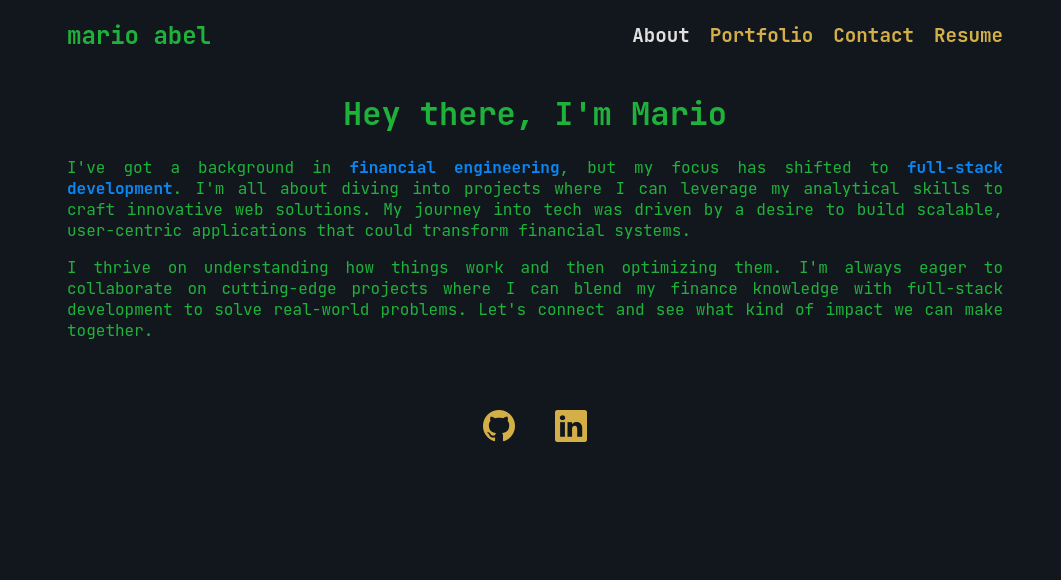 mario abel
About Portfolio Contact Resume
Hey there, I'm Mario
I've got a background in financial engineering, but my focus has shifted to full-stack
development. I'm all about diving into projects where I can leverage my analytical skills to
craft innovative web solutions. My journey into tech was driven by a desire to build scalable,
user-centric applications that could transform financial systems.
I thrive on understanding how things work and then optimizing them. I'm always eager to
collaborate on cutting-edge projects where I can blend my finance knowledge with full-stack
development to solve real-world problems. Let's connect and see what kind of impact we can make
together.
in